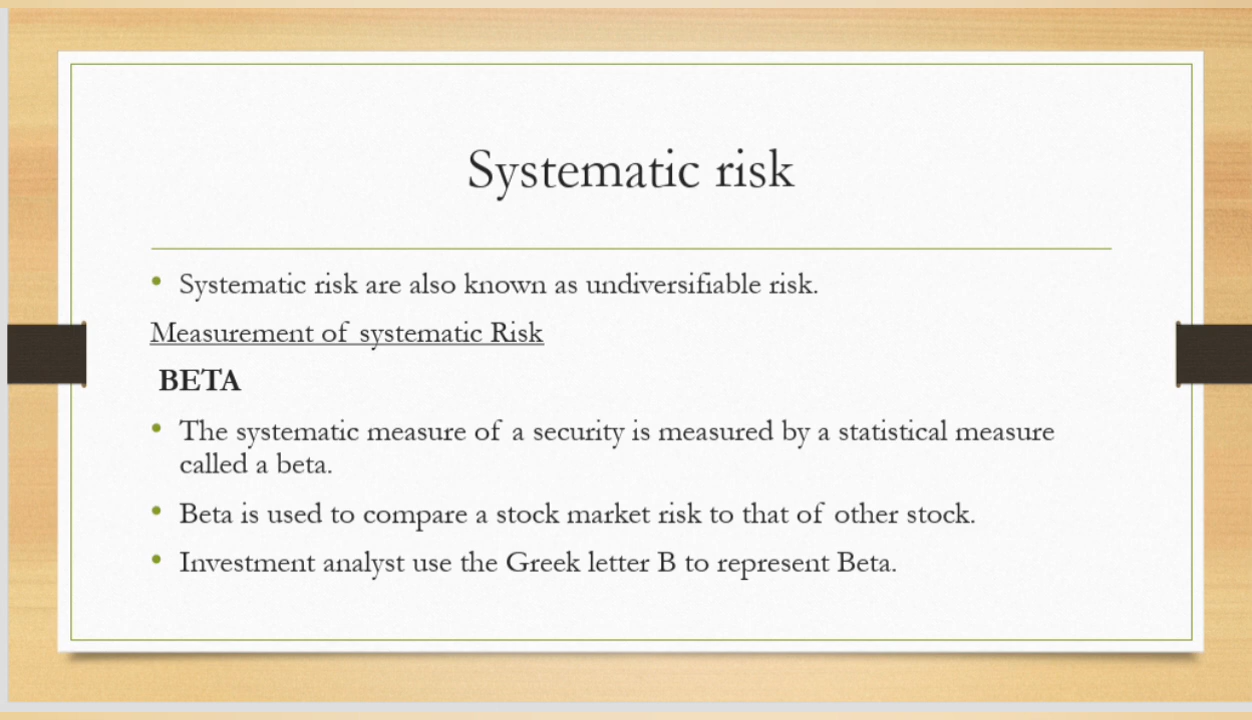 Systematic risk
• Systematic risk are also known as undiversifiable risk.
Measurement of systematic Risk
BETA
• The systematic measure of a security is measured by a statistical measure
called a beta.
• Beta is used to compare a stock market risk to that of other stock.
• Investment analyst use the Greek letter B to represent Beta.